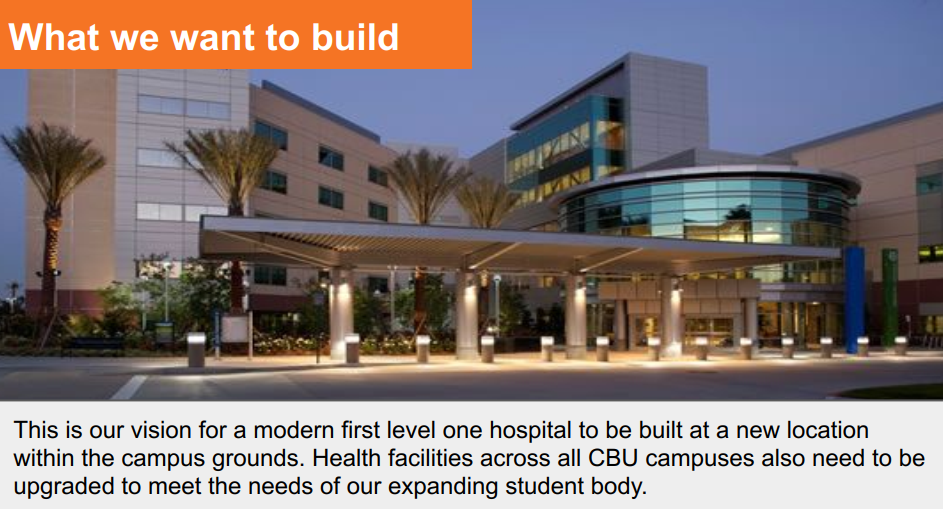 What we want to build
This is our vision for a modern first level one hospital to be built at a new location
within the campus grounds. Health facilities across all CBU campuses also need to be
upgraded to meet the needs of our expanding student body.